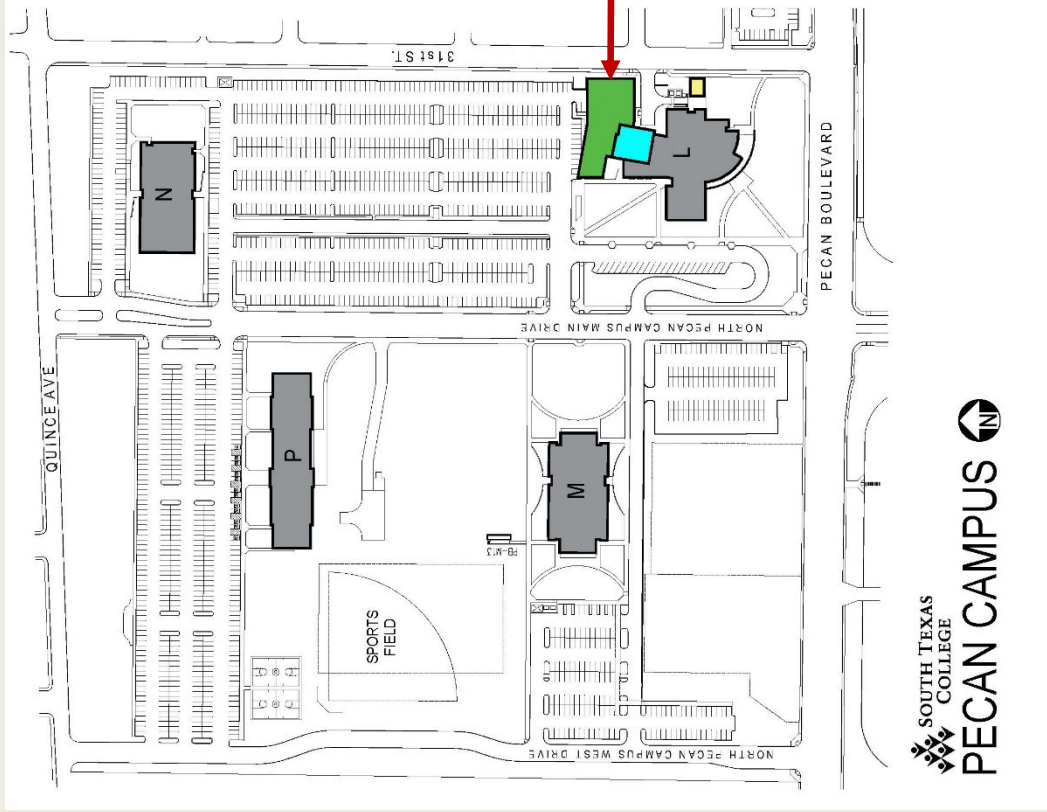 31st ST.
QUINCE AVE
N
L
PECAN BOULEVARD
NORTH PECAN CAMPUS MAIN DRIVE
P
M
PB-M13
SPORTS
FIELD
NORTH PECAN CAMPUS WEST DRIVE
SOUTH TEXAS
COLLEGE
PECAN CAMPUS
N